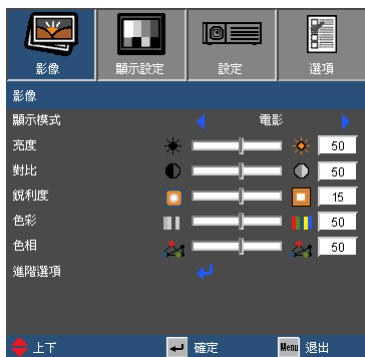 影像 顯示設定 設定 選項
影像
顯示模式 電影
亮度 50
對比 50
銳利度 15
色彩 50
色相 50
進階選項
上下 確定 Menu 退出